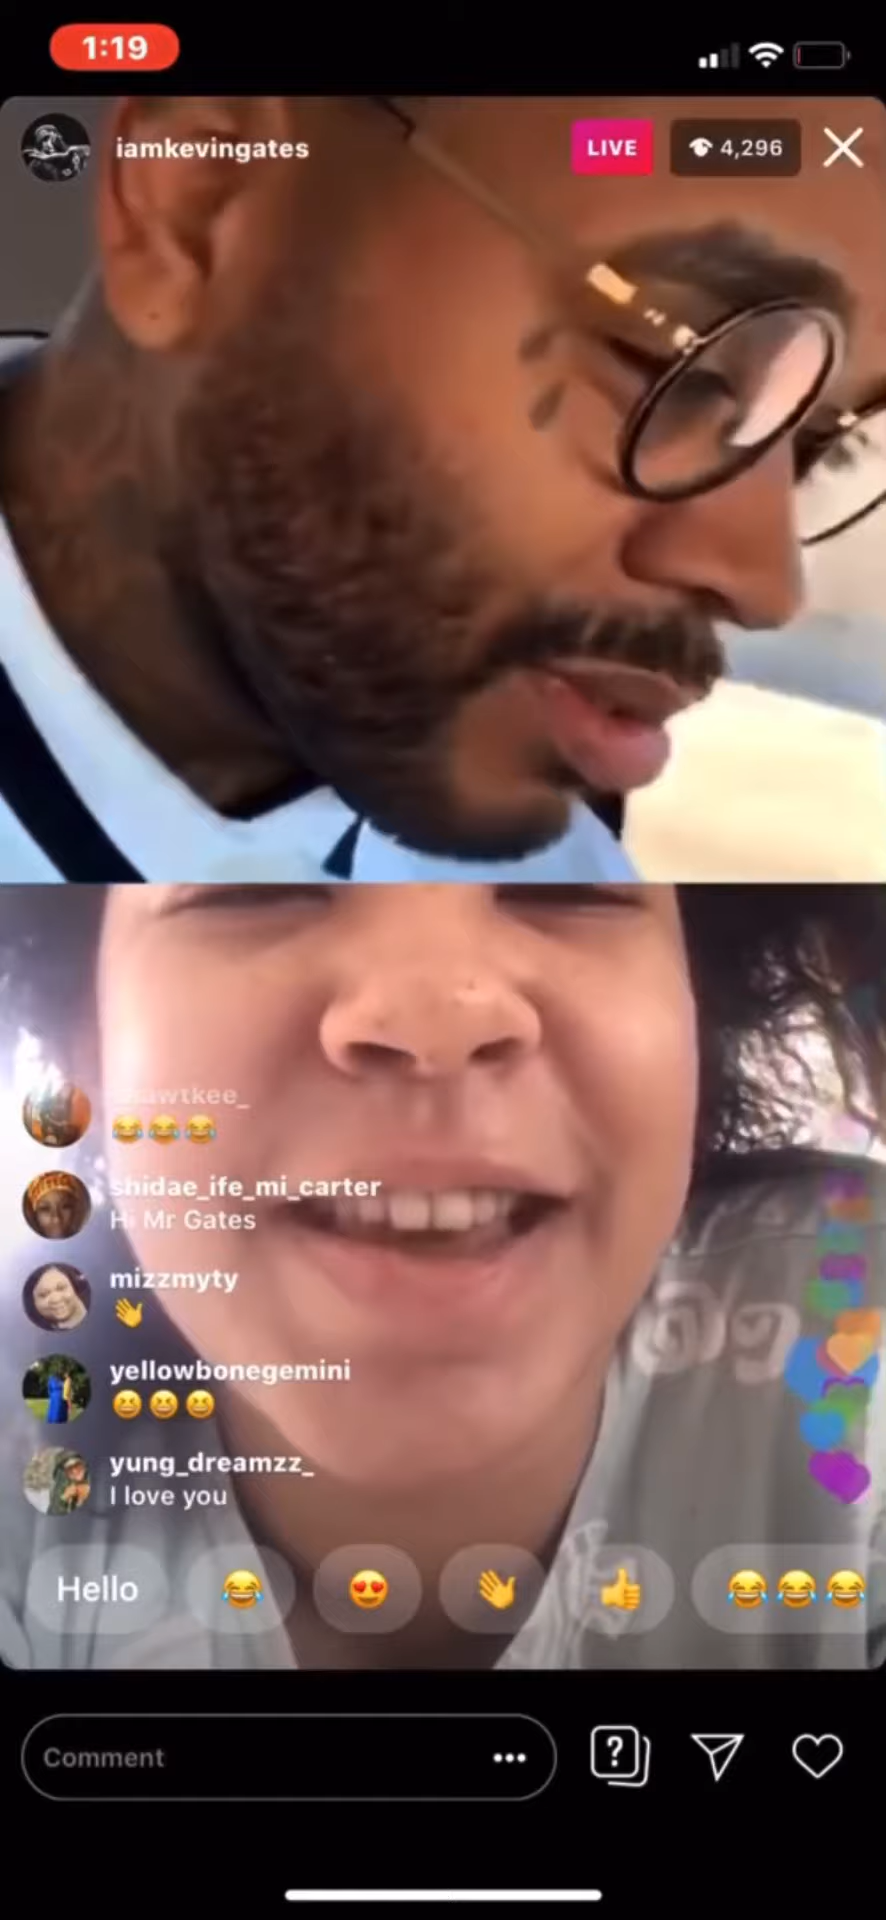 1:19
iamkevingates
LIVE
4,296
shidae_ife_mi_carter
Hi Mr Gates
mizzmyty
👋
yellowbonegemini
😆😆😆
yung_dreamzz_
I love you
Hello
😂
😍
👋
👍
😂😂😂
Comment